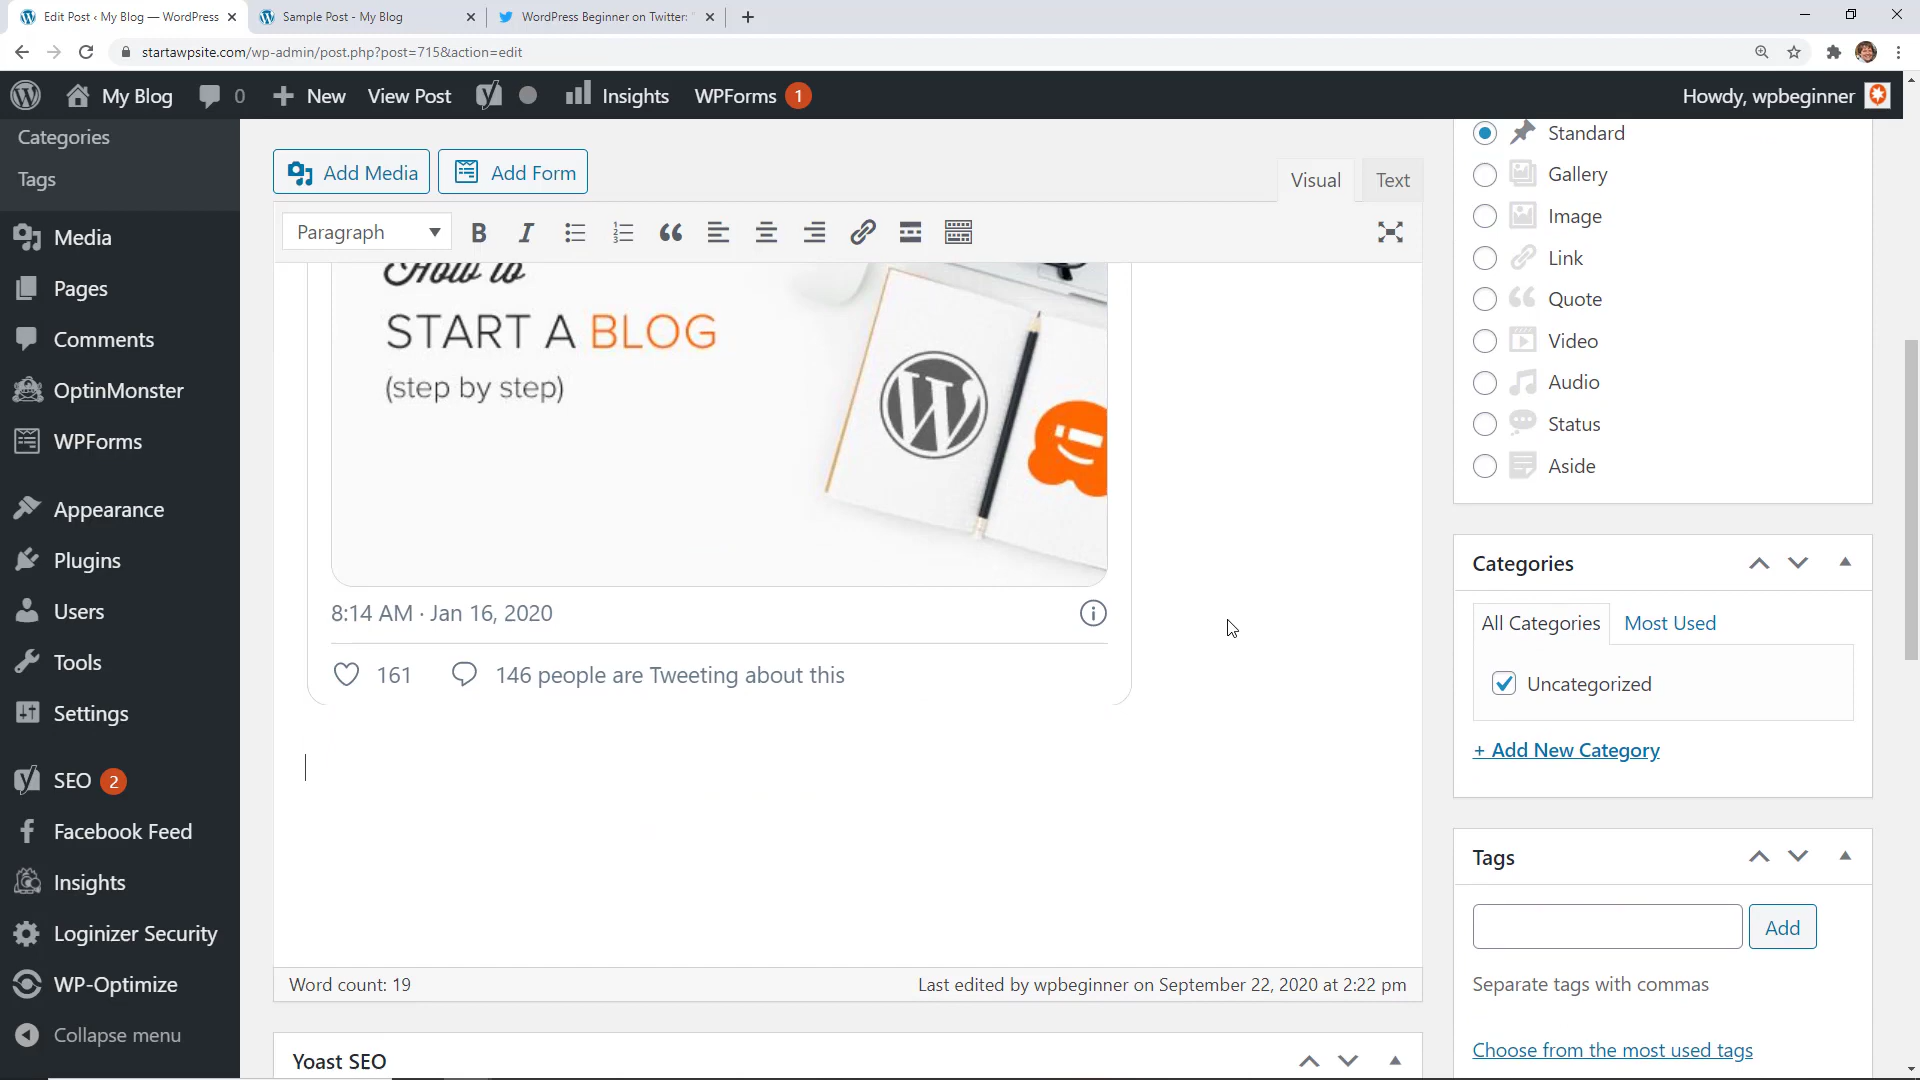 Edit Post ‹ My Blog — WordPress
Sample Post - My Blog
WordPress Beginner on Twitter: "
startawpsite.com/wp-admin/post.php?post=715&action=edit
My Blog
0
New
View Post
Insights
WPForms 1
Howdy, wpbeginner
Categories
Tags
Media
Pages
Comments
OptinMonster
WPForms
Appearance
Plugins
Users
Tools
Settings
SEO 2
Facebook Feed
Insights
Loginizer Security
WP-Optimize
Collapse menu
Add Media
Add Form
Visual
Text
Paragraph
B
I
How to
START A BLOG
(step by step)
8:14 AM · Jan 16, 2020
161
146 people are Tweeting about this
Word count: 19
Last edited by wpbeginner on September 22, 2020 at 2:22 pm
Yoast SEO
Standard
Gallery
Image
Link
Quote
Video
Audio
Status
Aside
Categories
All Categories
Most Used
Uncategorized
+ Add New Category
Tags
Add
Separate tags with commas
Choose from the most used tags